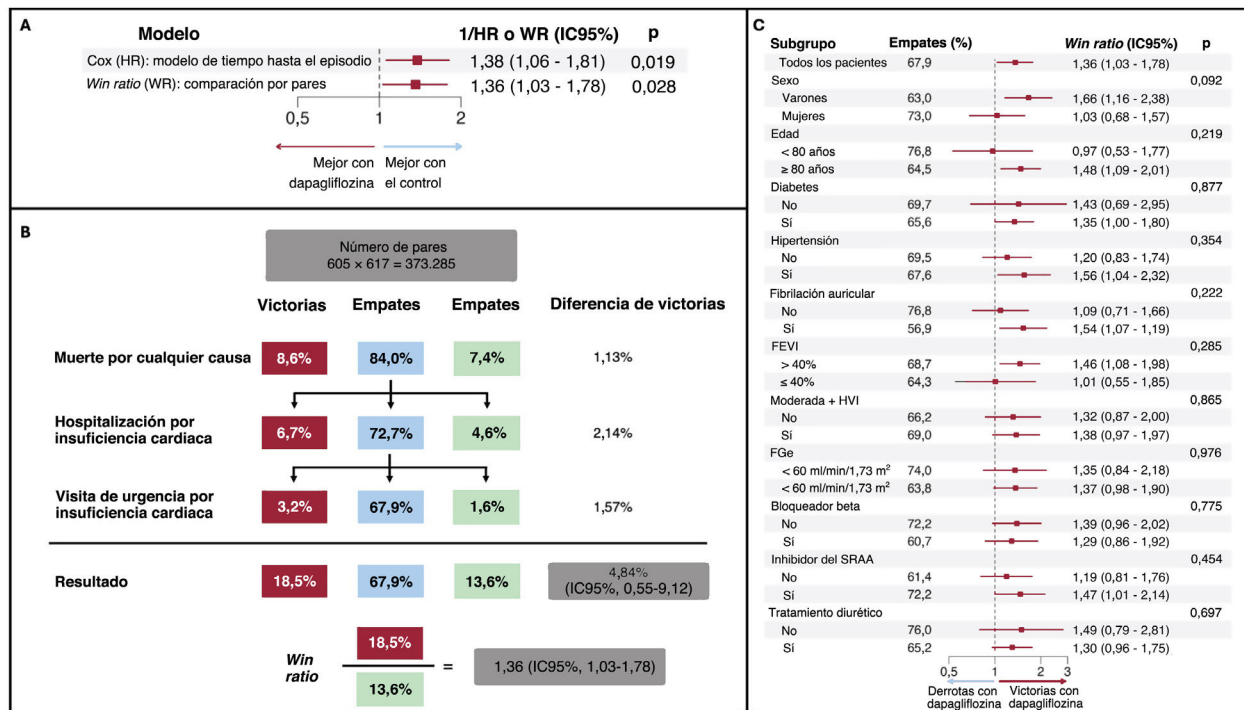 A
Modelo 1/HR o WR (IC95%) p
Cox (HR): modelo de tiempo hasta el episodio 1,38 (1,06 - 1,81) 0,019
Win ratio (WR): comparación por pares 1,36 (1,03 - 1,78) 0,028
0,5 1 2
Mejor con dapagliflozina
Mejor con el control
B
Número de pares
605 × 617 = 373.285
Victorias Empates Empates Diferencia de victorias
Muerte por cualquier causa 8,6% 84,0% 7,4% 1,13%
Hospitalización por insuficiencia cardiaca 6,7% 72,7% 4,6% 2,14%
Visita de urgencia por insuficiencia cardiaca 3,2% 67,9% 1,6% 1,57%
Resultado 18,5% 67,9% 13,6% 4,84% (IC95%, 0,55-9,12)
Win ratio 18,5% 13,6% = 1,36 (IC95%, 1,03-1,78)
C
Subgrupo Empates (%) Win ratio (IC95%) p
Todos los pacientes 67,9 1,36 (1,03 - 1,78)
Sexo 0,092
Varones 63,0 1,66 (1,16 - 2,38)
Mujeres 73,0 1,03 (0,68 - 1,57)
Edad 0,219
< 80 años 76,8 0,97 (0,53 - 1,77)
≥ 80 años 64,5 1,48 (1,09 - 2,01)
Diabetes 0,877
No 69,7 1,43 (0,69 - 2,95)
Sí 65,6 1,35 (1,00 - 1,80)
Hipertensión 0,354
No 69,5 1,20 (0,83 - 1,74)
Sí 67,6 1,56 (1,04 - 2,32)
Fibrilación auricular 0,222
No 76,8 1,09 (0,71 - 1,66)
Sí 56,9 1,54 (1,07 - 1,19)
FEVI 0,285
> 40% 68,7 1,46 (1,08 - 1,98)
≤ 40% 64,3 1,01 (0,55 - 1,85)
Moderada + HVI 0,865
No 66,2 1,32 (0,87 - 2,00)
Sí 69,0 1,38 (0,97 - 1,97)
FGe 0,976
< 60 ml/min/1,73 m² 74,0 1,35 (0,84 - 2,18)
< 60 ml/min/1,73 m² 63,8 1,37 (0,98 - 1,90)
Bloqueador beta 0,775
No 72,2 1,39 (0,96 - 2,02)
Sí 60,7 1,29 (0,86 - 1,92)
Inhibidor del SRAA 0,454
No 61,4 1,19 (0,81 - 1,76)
Sí 72,2 1,47 (1,01 - 2,14)
Tratamiento diurético 0,697
No 76,0 1,49 (0,79 - 2,81)
Sí 65,2 1,30 (0,96 - 1,75)
0,5 1 2 3
Derrotas con dapagliflozina
Victorias con dapagliflozina